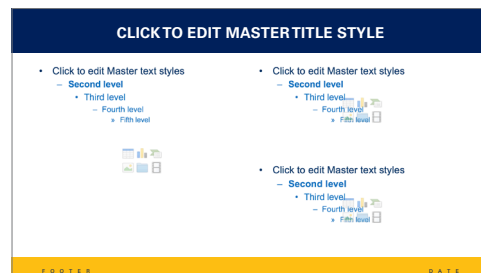 CLICK TO EDIT MASTER TITLE STYLE
• Click to edit Master text styles
– Second level
• Third level
– Fourth level
» Fifth level
• Click to edit Master text styles
– Second level
• Third level
– Fourth level
» Fifth level
• Click to edit Master text styles
– Second level
• Third level
– Fourth level
» Fifth level
FOOTER
DATE